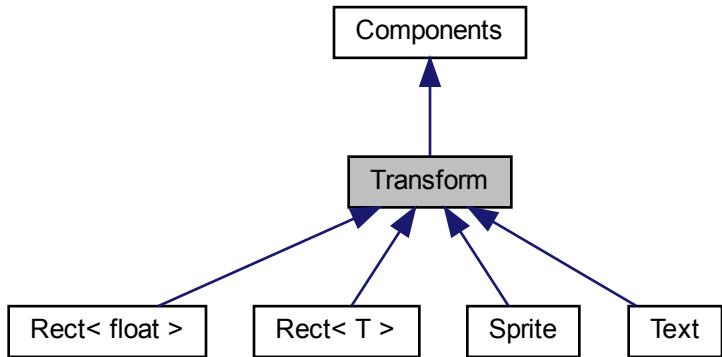 Components
Transform
Rect< float >
Rect< T >
Sprite
Text